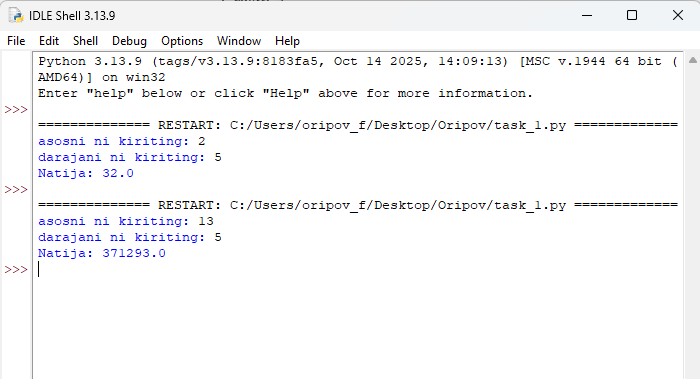 IDLE Shell 3.13.9
File Edit Shell Debug Options Window Help
Python 3.13.9 (tags/v3.13.9:8183fa5, Oct 14 2025, 14:09:13) [MSC v.1944 64 bit (
AMD64)] on win32
Enter "help" below or click "Help" above for more information.
>>>
============== RESTART: C:/Users/oripov_f/Desktop/Oripov/task_1.py =============
asosni ni kiriting: 2
darajani ni kiriting: 5
Natija: 32.0
>>>
============== RESTART: C:/Users/oripov_f/Desktop/Oripov/task_1.py =============
asosni ni kiriting: 13
darajani ni kiriting: 5
Natija: 371293.0
>>>